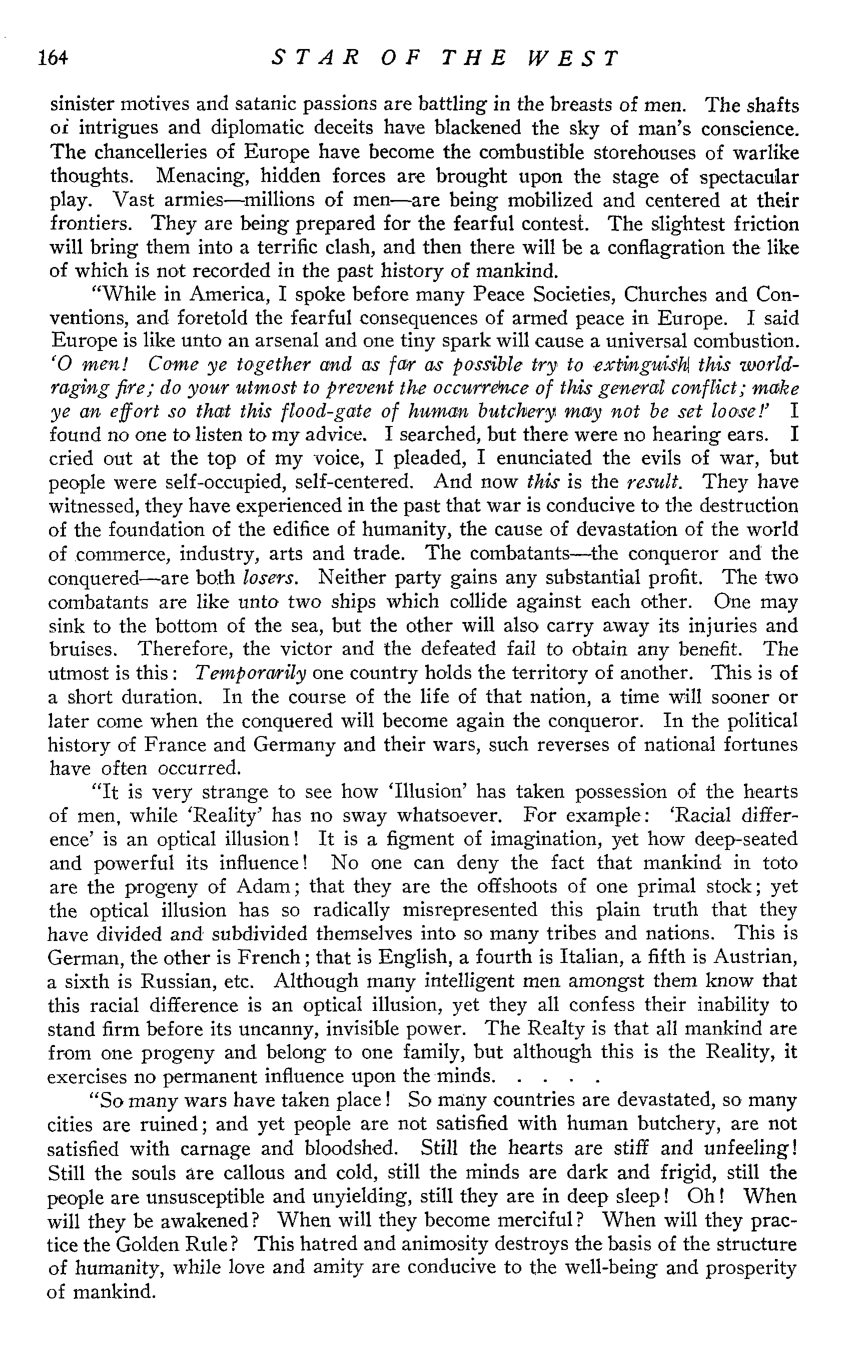 164 STAR OF THE WEST
sinister motives and satanic passions are battling in the breasts of men. The shafts
of intrigues and diplomatic deceits have blackened the sky of man's conscience.
The chancelleries of Europe have become the combustible storehouses of warlike
thoughts. Menacing, hidden forces are brought upon the stage of spectacular
play. Vast armies—millions of men—are being mobilized and centered at their
frontiers. They are being prepared for the fearful contest. The slightest friction
will bring them into a terrific clash, and then there will be a conflagration the like
of which is not recorded in the past history of mankind.
"While in America, I spoke before many Peace Societies, Churches and Con-
ventions, and foretold the fearful consequences of armed peace in Europe. I said
Europe is like unto an arsenal and one tiny spark will cause a universal combustion.
'O men! Come ye together and as far as possible try to extinguish this world-
raging fire; do your utmost to prevent the occurrence of this general conflict; make
ye an effort so that this flood-gate of human butchery may not be set loose!' I
found no one to listen to my advice. I searched, but there were no hearing ears. I
cried out at the top of my voice, I pleaded, I enunciated the evils of war, but
people were self-occupied, self-centered. And now this is the result. They have
witnessed, they have experienced in the past that war is conducive to the destruction
of the foundation of the edifice of humanity, the cause of devastation of the world
of commerce, industry, arts and trade. The combatants—the conqueror and the
conquered—are both losers. Neither party gains any substantial profit. The two
combatants are like unto two ships which collide against each other. One may
sink to the bottom of the sea, but the other will also carry away its injuries and
bruises. Therefore, the victor and the defeated fail to obtain any benefit. The
utmost is this: Temporarily one country holds the territory of another. This is of
a short duration. In the course of the life of that nation, a time will sooner or
later come when the conquered will become again the conqueror. In the political
history of France and Germany and their wars, such reverses of national fortunes
have often occurred.
"It is very strange to see how 'Illusion' has taken possession of the hearts
of men, while 'Reality' has no sway whatsoever. For example: 'Racial differ-
ence' is an optical illusion! It is a figment of imagination, yet how deep-seated
and powerful its influence! No one can deny the fact that mankind in toto
are the progeny of Adam; that they are the offshoots of one primal stock; yet
the optical illusion has so radically misrepresented this plain truth that they
have divided and subdivided themselves into so many tribes and nations. This is
German, the other is French; that is English, a fourth is Italian, a fifth is Austrian,
a sixth is Russian, etc. Although many intelligent men amongst them know that
this racial difference is an optical illusion, yet they all confess their inability to
stand firm before its uncanny, invisible power. The Realty is that all mankind are
from one progeny and belong to one family, but although this is the Reality, it
exercises no permanent influence upon the minds. . . . .
"So many wars have taken place! So many countries are devastated, so many
cities are ruined; and yet people are not satisfied with human butchery, are not
satisfied with carnage and bloodshed. Still the hearts are stiff and unfeeling!
Still the souls are callous and cold, still the minds are dark and frigid, still the
people are unsusceptible and unyielding, still they are in deep sleep! Oh! When
will they be awakened? When will they become merciful? When will they prac-
tice the Golden Rule? This hatred and animosity destroys the basis of the structure
of humanity, while love and amity are conducive to the well-being and prosperity
of mankind.